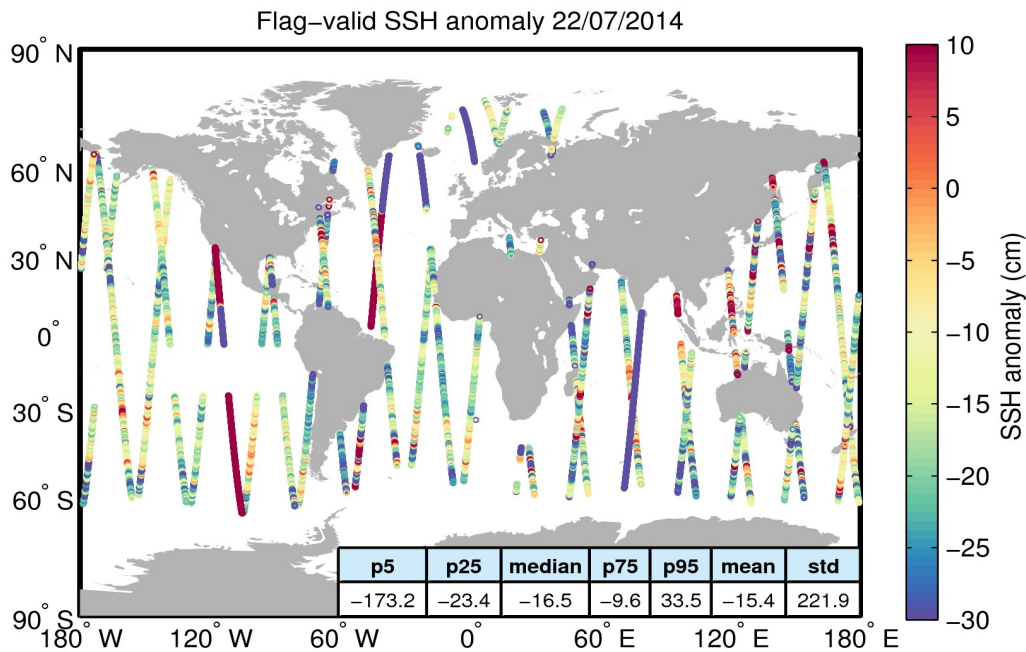 Flag−valid SSH anomaly 22/07/2014
90° N
60° N
30° N
0°
30° S
60° S
90° S
180° W 120° W 60° W 0° 60° E 120° E 180° E
p5 p25 median p75 p95 mean std
−173.2 −23.4 −16.5 −9.6 33.5 −15.4 221.9
10
5
0
−5
−10
−15
−20
−25
−30
SSH anomaly (cm)